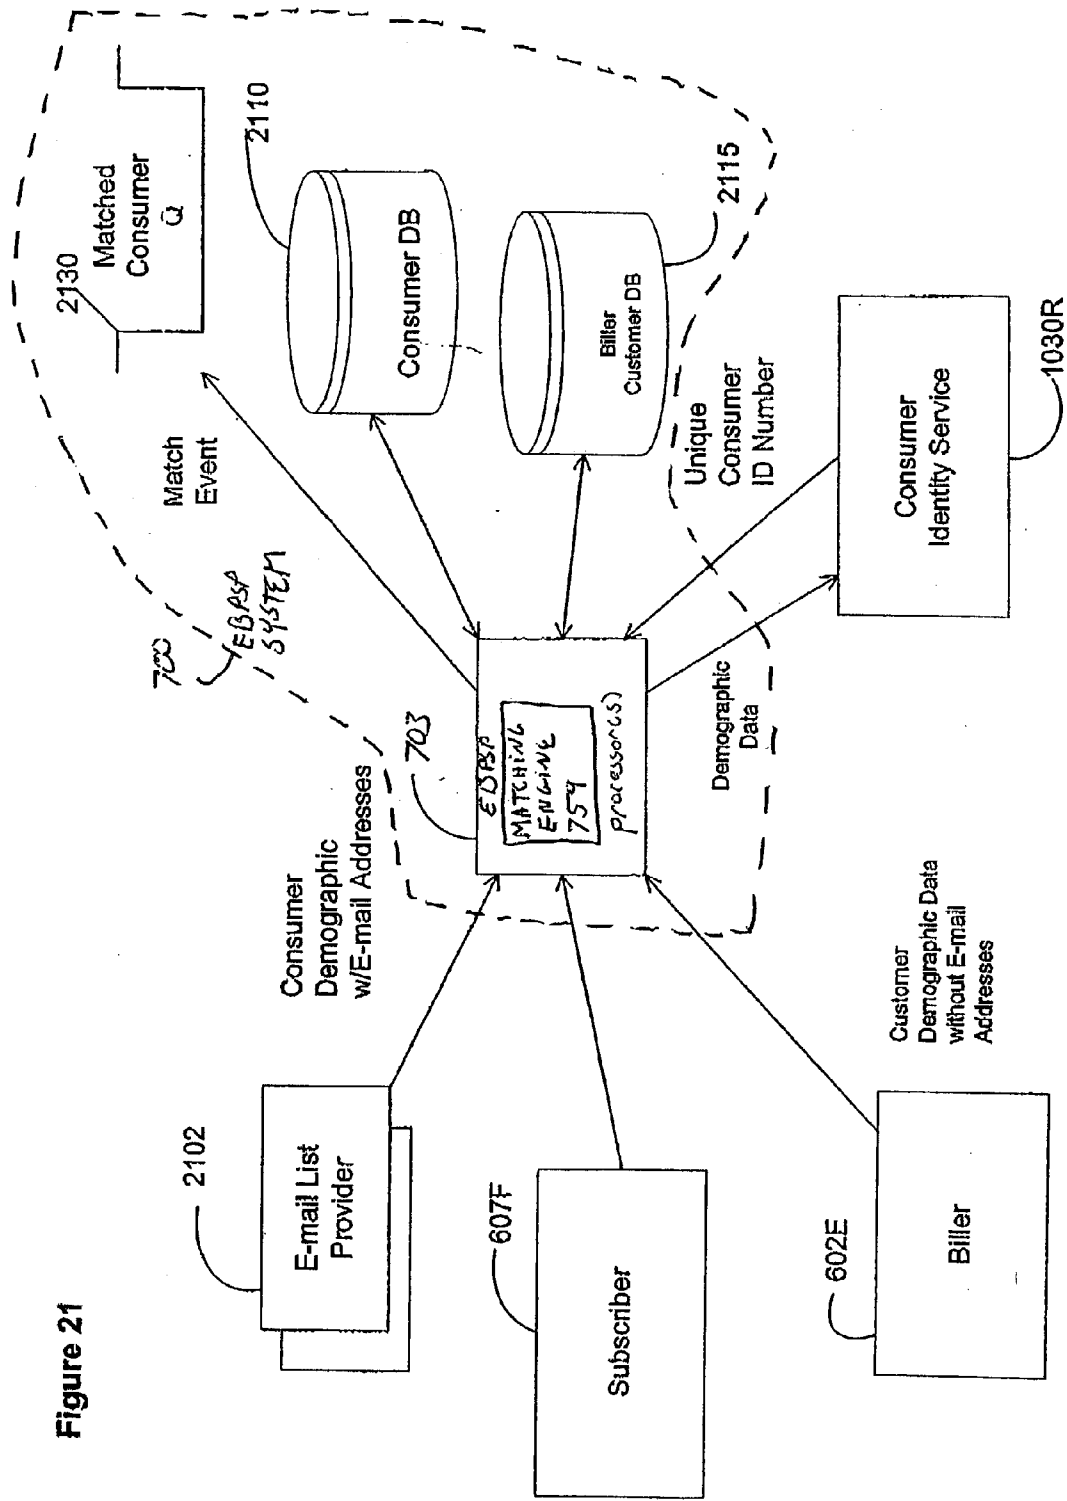 Figure 21
2102
E-mail List
Provider
Consumer
Demographic
w/E-mail Addresses
607F
Subscriber
602E
Biller
Customer
Demographic Data
without E-mail
Addresses
700
EBPSP
SYSTEM
703
EBPSP
MATCHING
ENGINE
754
processor(s)
Match
Event
2130
Matched
Consumer
Q
2110
Consumer DB
Biller
Customer DB
2115
Unique
Consumer
ID Number
Demographic
Data
Consumer
Identity Service
1030R